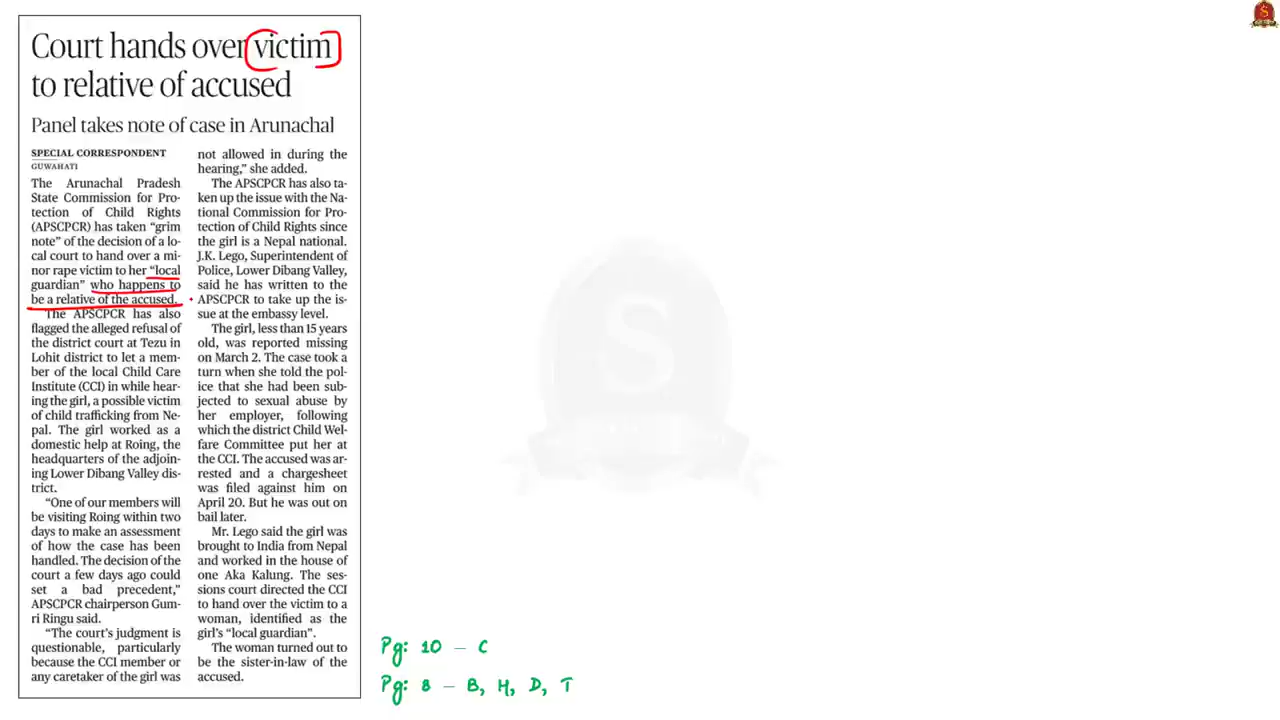 Court hands over victim
to relative of accused
Panel takes note of case in Arunachal
SPECIAL CORRESPONDENT
GUWAHATI
The Arunachal Pradesh
State Commission for Pro-
tection of Child Rights
(APSCPCR) has taken “grim
note” of the decision of a lo-
cal court to hand over a mi-
nor rape victim to her “local
guardian” who happens to
be a relative of the accused.
The APSCPCR has also
flagged the alleged refusal of
the district court at Tezu in
Lohit district to let a mem-
ber of the local Child Care
Institute (CCI) in while hear-
ing the girl, a possible victim
of child trafficking from Ne-
pal. The girl worked as a
domestic help at Roing, the
headquarters of the adjoin-
ing Lower Dibang Valley dis-
trict.
“One of our members will
be visiting Roing within two
days to make an assessment
of how the case has been
handled. The decision of the
court a few days ago could
set a bad precedent,”
APSCPCR chairperson Gum-
ri Ringu said.
“The court’s judgment is
questionable, particularly
because the CCI member or
any caretaker of the girl was
not allowed in during the
hearing,” she added.
The APSCPCR has also ta-
ken up the issue with the Na-
tional Commission for Pro-
tection of Child Rights since
the girl is a Nepal national.
J.K. Lego, Superintendent of
Police, Lower Dibang Valley,
said he has written to the
APSCPCR to take up the is-
sue at the embassy level.
The girl, less than 15 years
old, was reported missing
on March 2. The case took a
turn when she told the pol-
ice that she had been sub-
jected to sexual abuse by
her employer, following
which the district Child Wel-
fare Committee put her at
the CCI. The accused was ar-
rested and a chargesheet
was filed against him on
April 20. But he was out on
bail later.
Mr. Lego said the girl was
brought to India from Nepal
and worked in the house of
one Aka Kalung. The ses-
sions court directed the CCI
to hand over the victim to a
woman, identified as the
girl’s “local guardian”.
The woman turned out to
be the sister-in-law of the
accused.
Pg: 10 - C
Pg: 8 - B, H, D, T
S